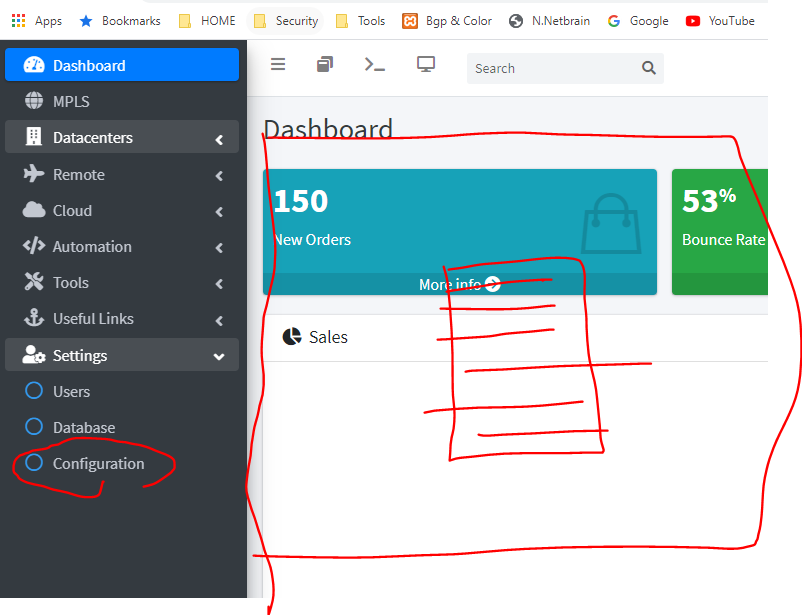 Apps Bookmarks HOME Security Tools Bgp & Color N.Netbrain Google YouTube
Dashboard
MPLS
Datacenters
Remote
Cloud
Automation
Tools
Useful Links
Settings
Users
Database
Configuration
Search
Dashboard
150
New Orders
More info
53%
Bounce Rate
Sales